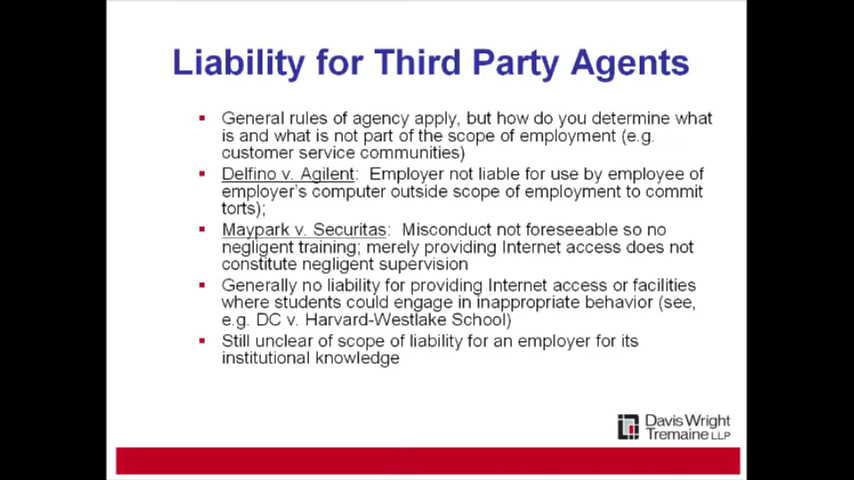 Liability for Third Party Agents
General rules of agency apply, but how do you determine what
is and what is not part of the scope of employment (e.g.
customer service communities)
Delfino v. Agilent: Employer not liable for use by employee of
employer's computer outside scope of employment to commit
torts);
Maypark v. Securitas: Misconduct not foreseeable so no
negligent training; merely providing Internet access does not
constitute negligent supervision
Generally no liability for providing Internet access or facilities
where students could engage in inappropriate behavior (see,
e.g. DC v. Harvard-Westlake School)
Still unclear of scope of liability for an employer for its
institutional knowledge
Davis Wright
Tremaine LLP